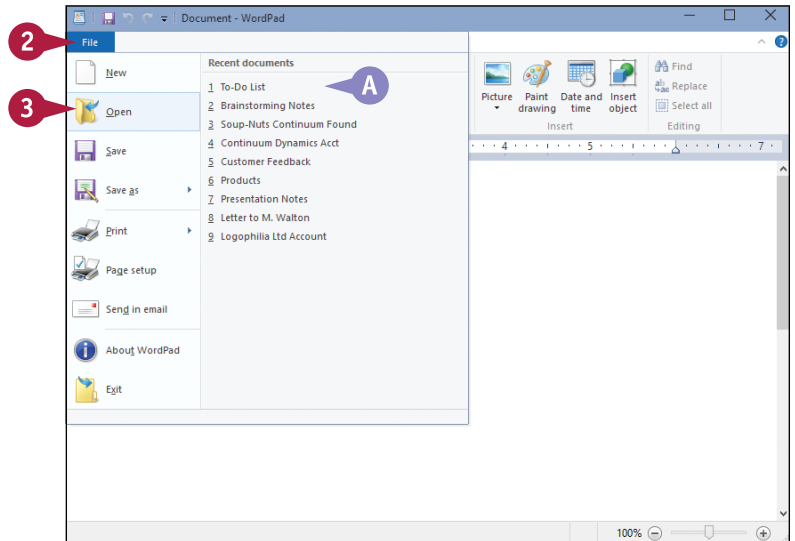 Document - WordPad
2
File
3
New
Open
Save
Save as
Print
Page setup
Send in email
About WordPad
Exit
Recent documents
1 To-Do List
A
2 Brainstorming Notes
3 Soup-Nuts Continuum Found
4 Continuum Dynamics Acct
5 Customer Feedback
6 Products
7 Presentation Notes
8 Letter to M. Walton
9 Logophilia Ltd Account
Picture
Paint drawing
Date and time
Insert object
Insert
Find
Replace
Select all
Editing
4 5 7
100%